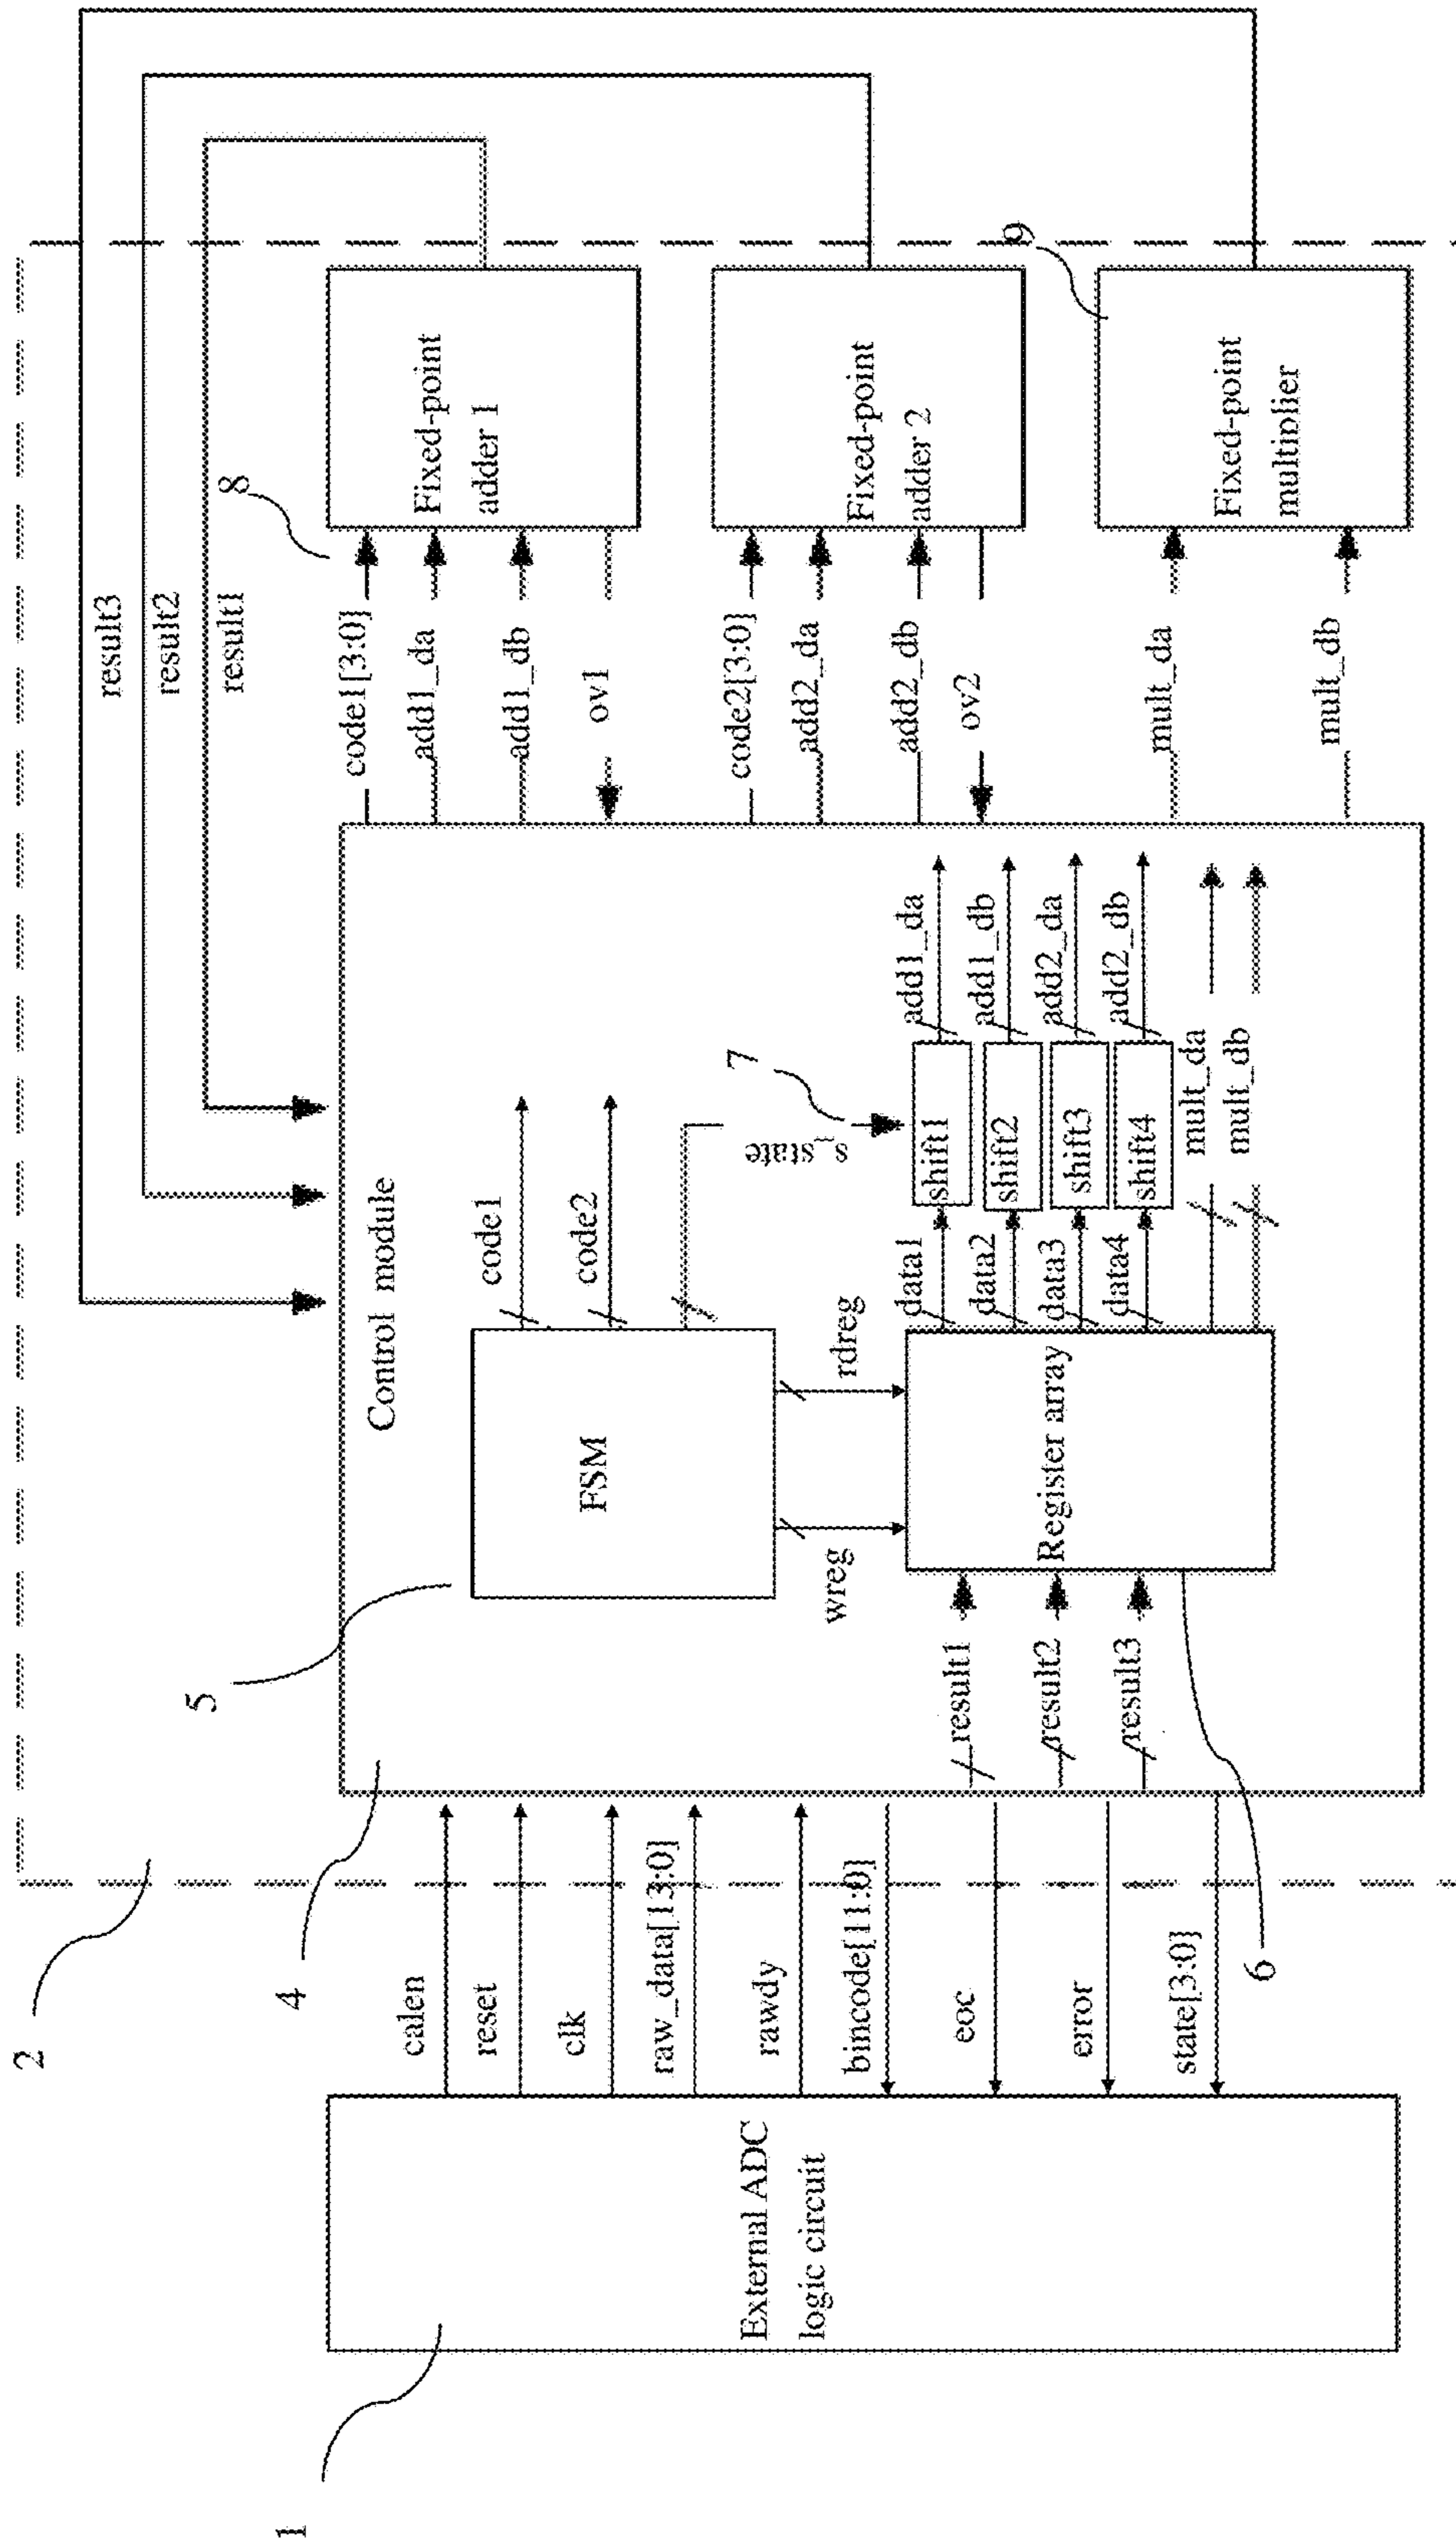 1
External ADC
logic circuit
2
calen
reset
clk
raw_data[13:0]
rawdy
bincode[11:0]
eoc
error
state[3:0]
4
Control module
5
FSM
code1
code2
s_state
wreg
rdreg
result1
result2
result3
6
Register array
data1
data2
data3
data4
7
shift1
shift2
shift3
shift4
add1_da
add1_db
add2_da
add2_db
mult_da
mult_db
result3
result2
result1
code1[3:0]
add1_da
add1_db
ov1
code2[3:0]
add2_da
add2_db
ov2
mult_da
mult_db
8
Fixed-point
adder 1
Fixed-point
adder 2
9
Fixed-point
multiplier